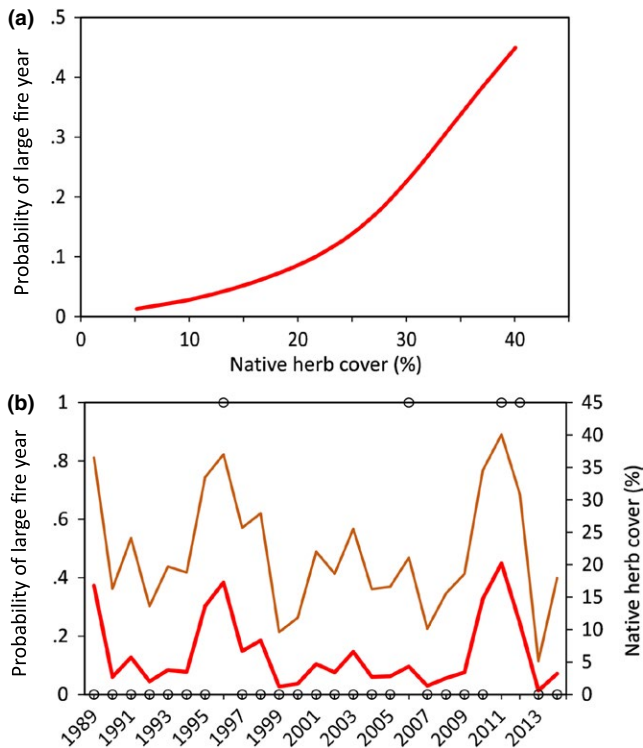 (a)
Probability of large fire year
.5
.4
.3
.2
.1
0
0 10 20 30 40
Native herb cover (%)
(b)
Probability of large fire year
1
.8
.6
.4
.2
0
45
40
35
30
25
20
15
10
5
0
Native herb cover (%)
1989 1991 1993 1995 1997 1999 2001 2003 2005 2007 2009 2011 2013